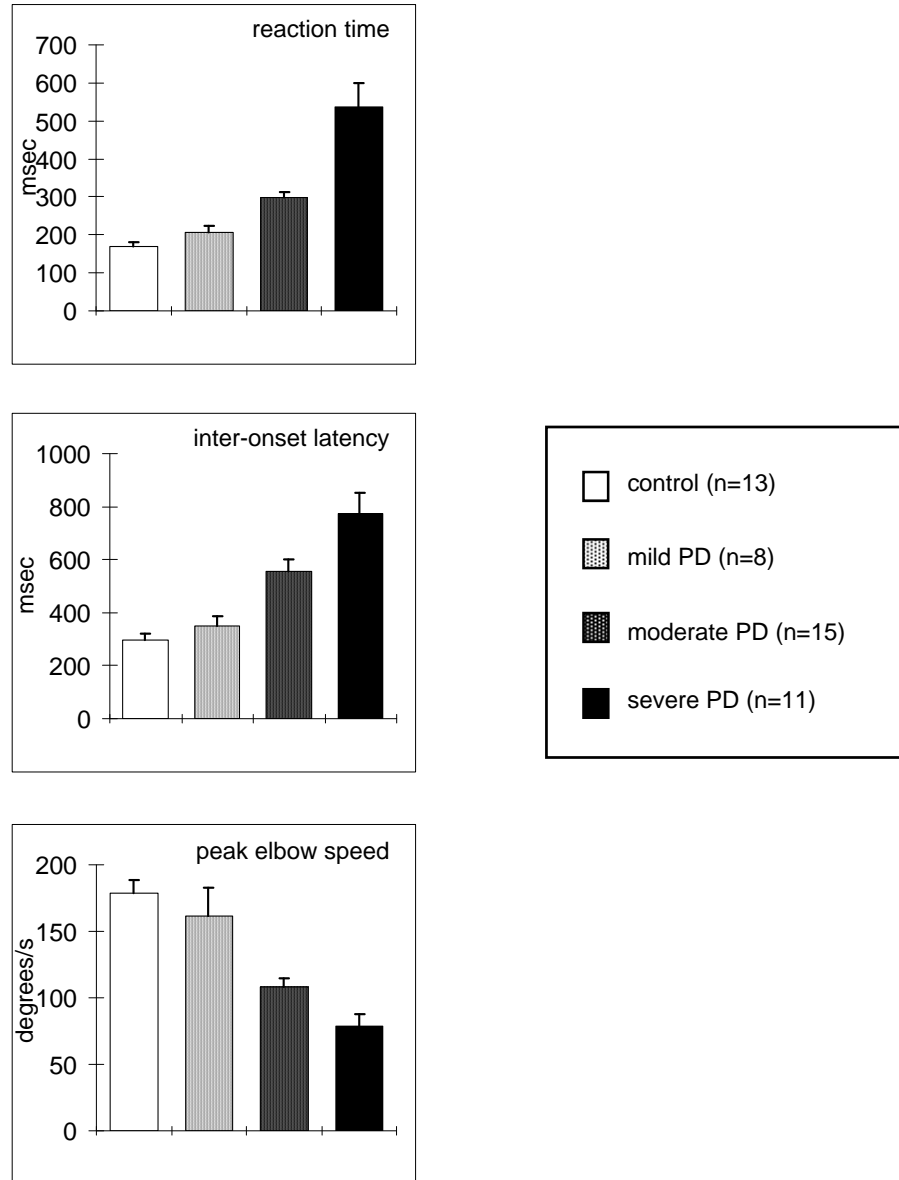 reaction time
700
600
500
400
300
200
100
0
msec
inter-onset latency
1000
800
600
400
200
0
msec
control (n=13)
mild PD (n=8)
moderate PD (n=15)
severe PD (n=11)
peak elbow speed
200
150
100
50
0
degrees/s